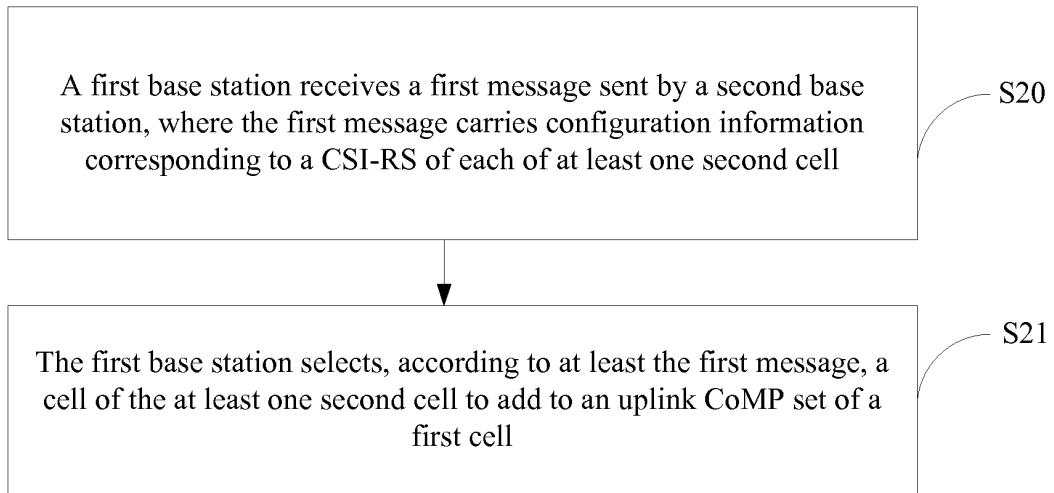 A first base station receives a first message sent by a second base
station, where the first message carries configuration information
corresponding to a CSI-RS of each of at least one second cell
S20
The first base station selects, according to at least the first message, a
cell of the at least one second cell to add to an uplink CoMP set of a
first cell
S21